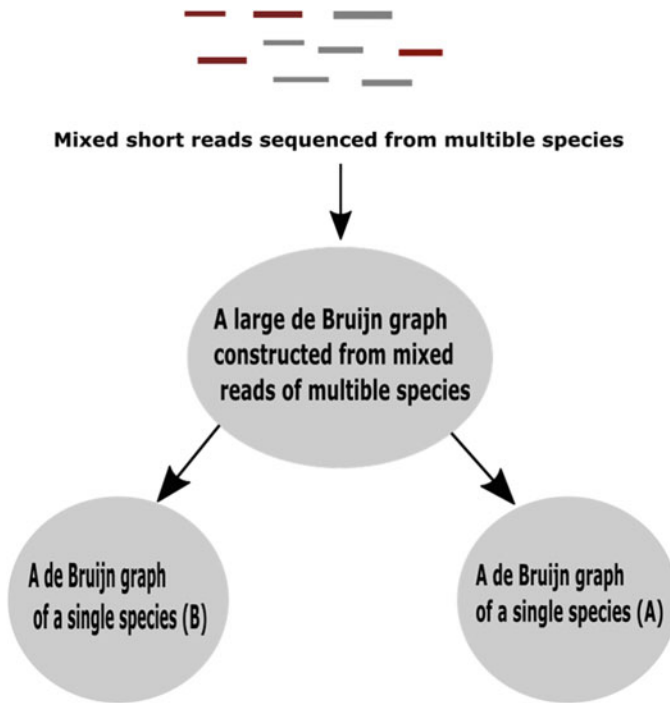 Mixed short reads sequenced from multible species
A large de Bruijn graph
constructed from mixed
reads of multible species
A de Bruijn graph
of a single species (B)
A de Bruijn graph
of a single species (A)